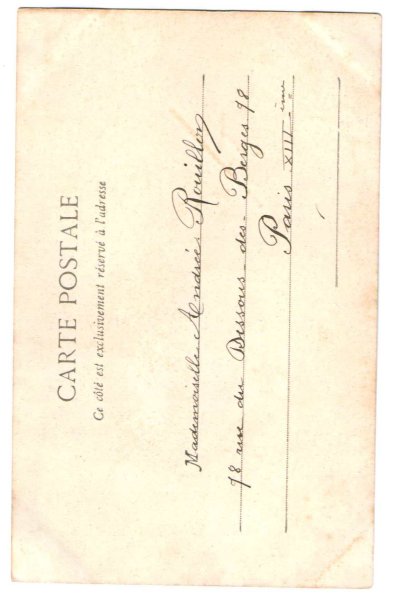 CARTE POSTALE
Ce côté est exclusivement réservé à l'adresse
Mademoiselle Andrée Rouillon
78 rue du Dessous-des-Berges 78
Paris XIII ème